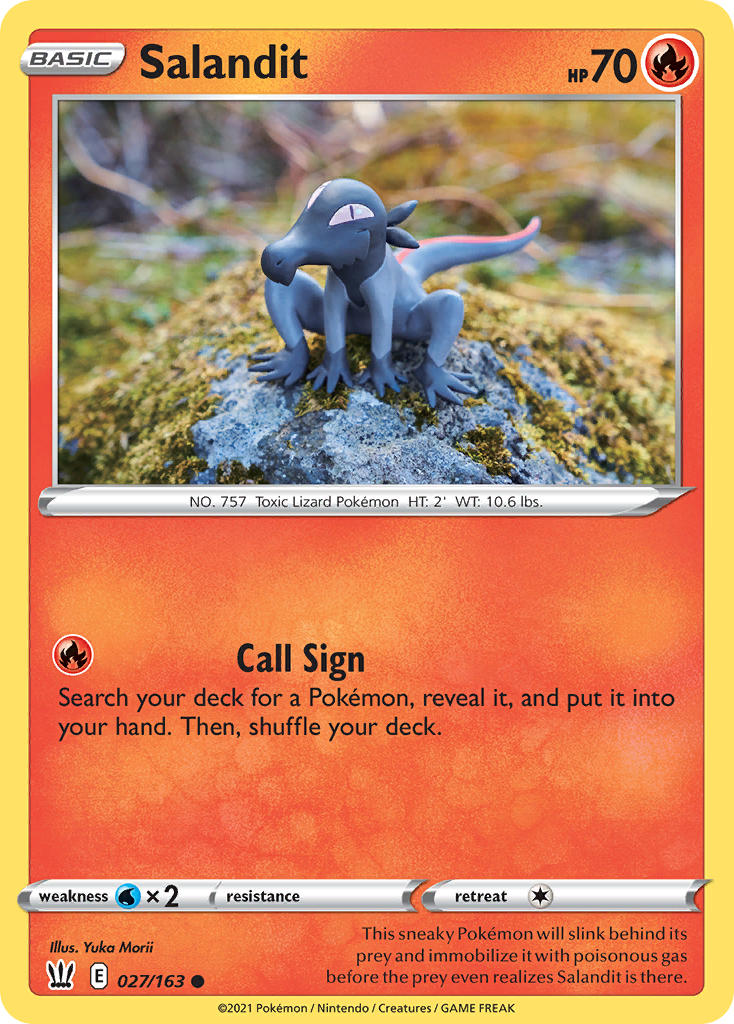 BASIC
Salandit
HP 70
NO. 757 Toxic Lizard Pokémon HT: 2' WT: 10.6 lbs.
Call Sign
Search your deck for a Pokémon, reveal it, and put it into
your hand. Then, shuffle your deck.
weakness ×2 resistance retreat
Illus. Yuka Morii
This sneaky Pokémon will slink behind its
prey and immobilize it with poisonous gas
before the prey even realizes Salandit is there.
E 027/163
©2021 Pokémon / Nintendo / Creatures / GAME FREAK